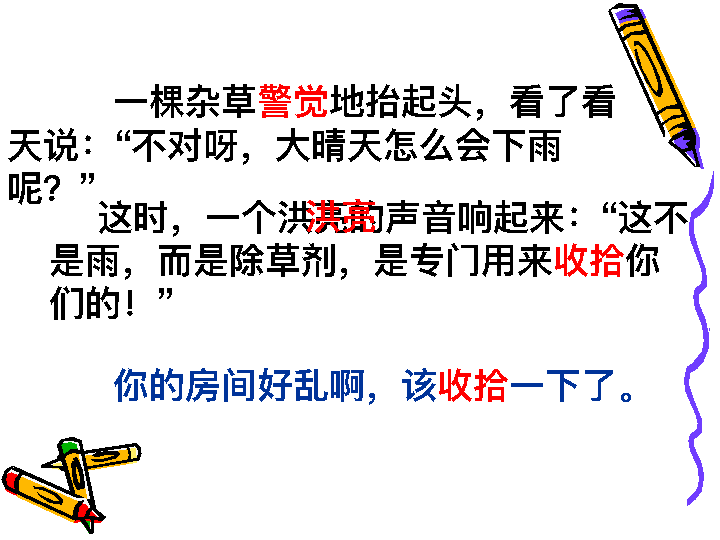 一棵杂草警觉地抬起头，看了看
天说：“不对呀，大晴天怎么会下雨
呢？”
这时，一个洪亮的声音响起来：“这不
是雨，而是除草剂，是专门用来收拾你
们的！”
你的房间好乱啊，该收拾一下了。